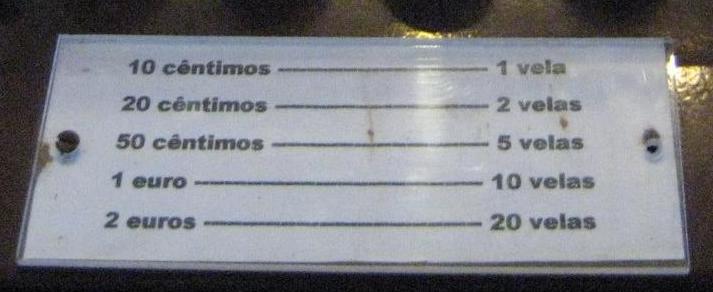 10 cêntimos ——— 1 vela
20 cêntimos ——— 2 velas
50 cêntimos ——— 5 velas
1 euro ——— 10 velas
2 euros ——— 20 velas